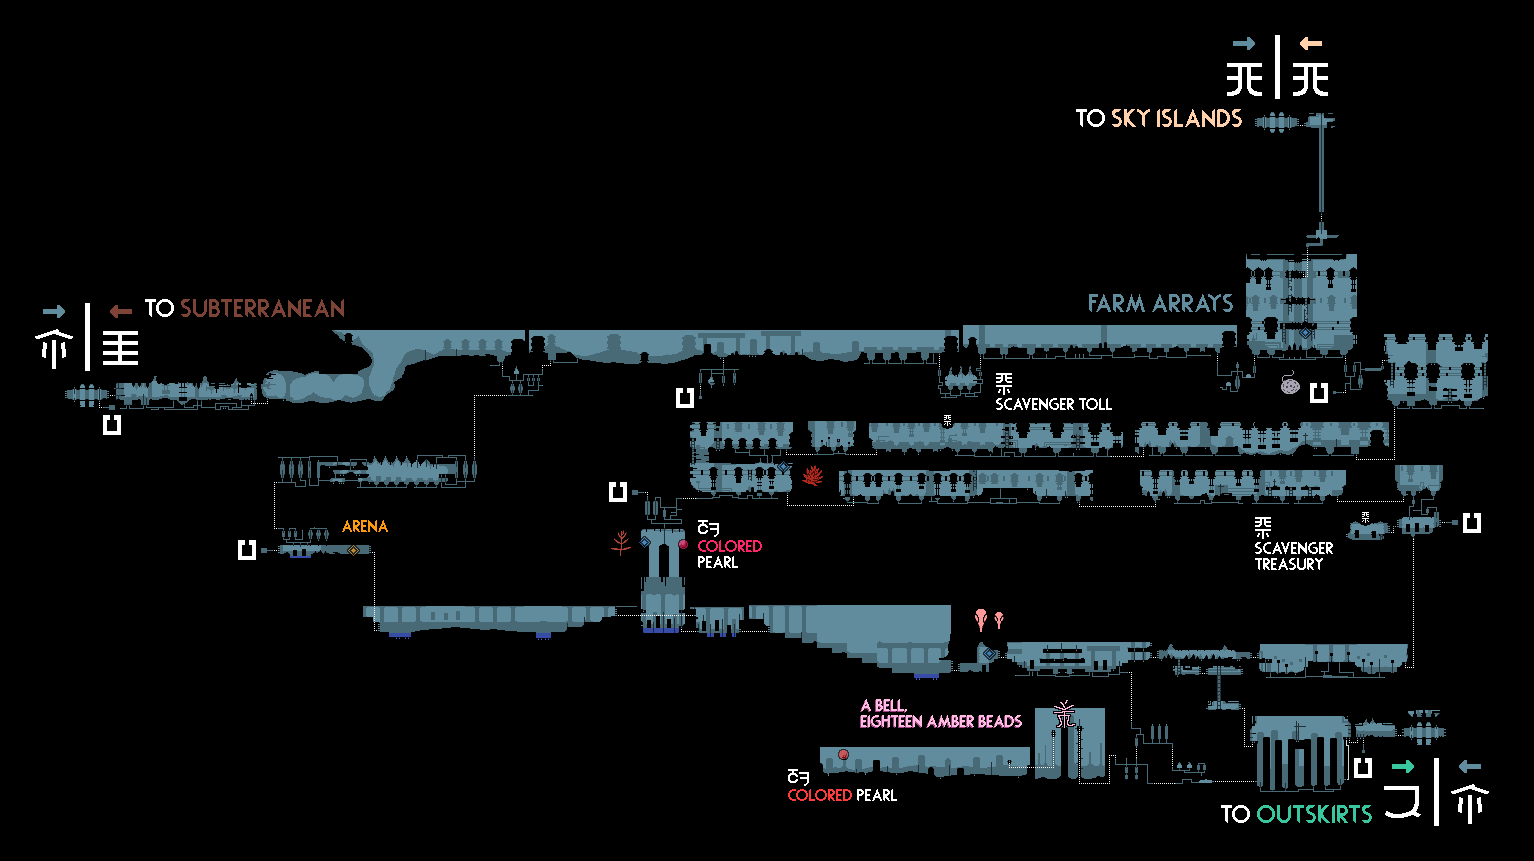 TO SKY ISLANDS
FARM ARRAYS
TO SUBTERRANEAN
SCAVENGER TOLL
ARENA
COLORED
PEARL
SCAVENGER
TREASURY
A BELL,
EIGHTEEN AMBER BEADS
COLORED PEARL
TO OUTSKIRTS